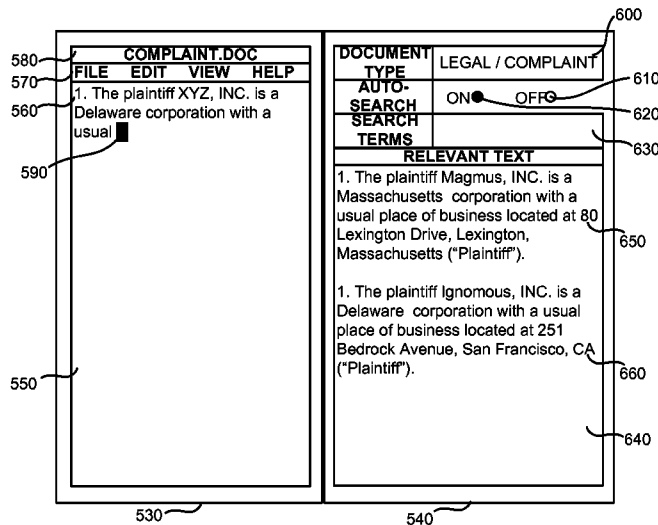 600
580
COMPLAINT.DOC
570
FILE EDIT VIEW HELP
560
1. The plaintiff XYZ, INC. is a
Delaware corporation with a
usual
590
550
530
DOCUMENT
TYPE
LEGAL / COMPLAINT
AUTO-
SEARCH
ON OFF
610
620
SEARCH
TERMS
630
RELEVANT TEXT
1. The plaintiff Magmus, INC. is a
Massachusetts corporation with a
usual place of business located at 80
Lexington Drive, Lexington,
Massachusetts (“Plaintiff”).
650
1. The plaintiff Ignomous, INC. is a
Delaware corporation with a usual
place of business located at 251
Bedrock Avenue, San Francisco, CA
(“Plaintiff”).
660
640
540